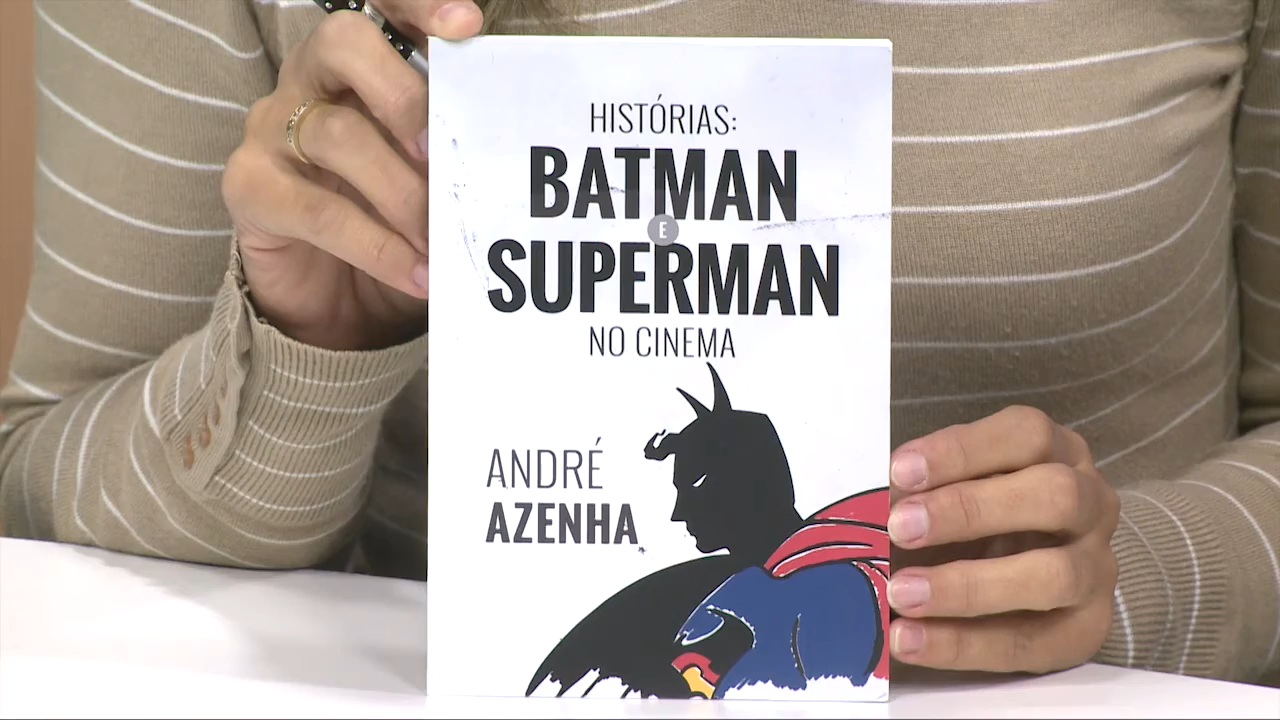 HISTÓRIAS:
BATMAN
E
SUPERMAN
NO CINEMA
ANDRÉ
AZENHA